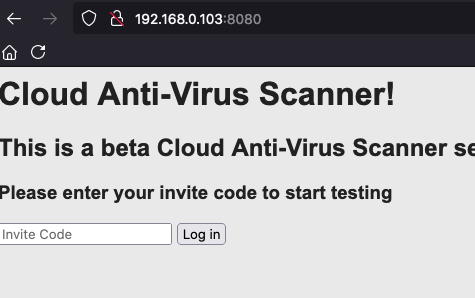 192.168.0.103:8080
Cloud Anti-Virus Scanner!
This is a beta Cloud Anti-Virus Scanner se
Please enter your invite code to start testing
Invite Code Log in